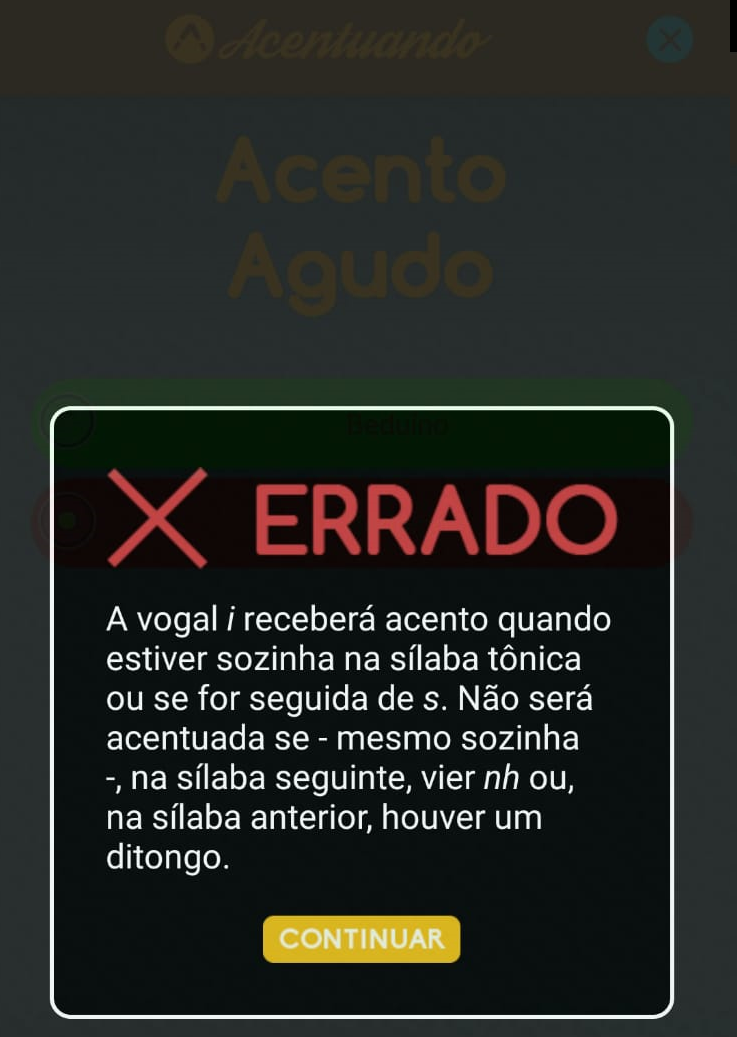 Acentuando
Acento
Agudo
beduíno
ERRADO
A vogal i receberá acento quando
estiver sozinha na sílaba tônica
ou se for seguida de s. Não será
acentuada se - mesmo sozinha
-, na sílaba seguinte, vier nh ou,
na sílaba anterior, houver um
ditongo.
CONTINUAR